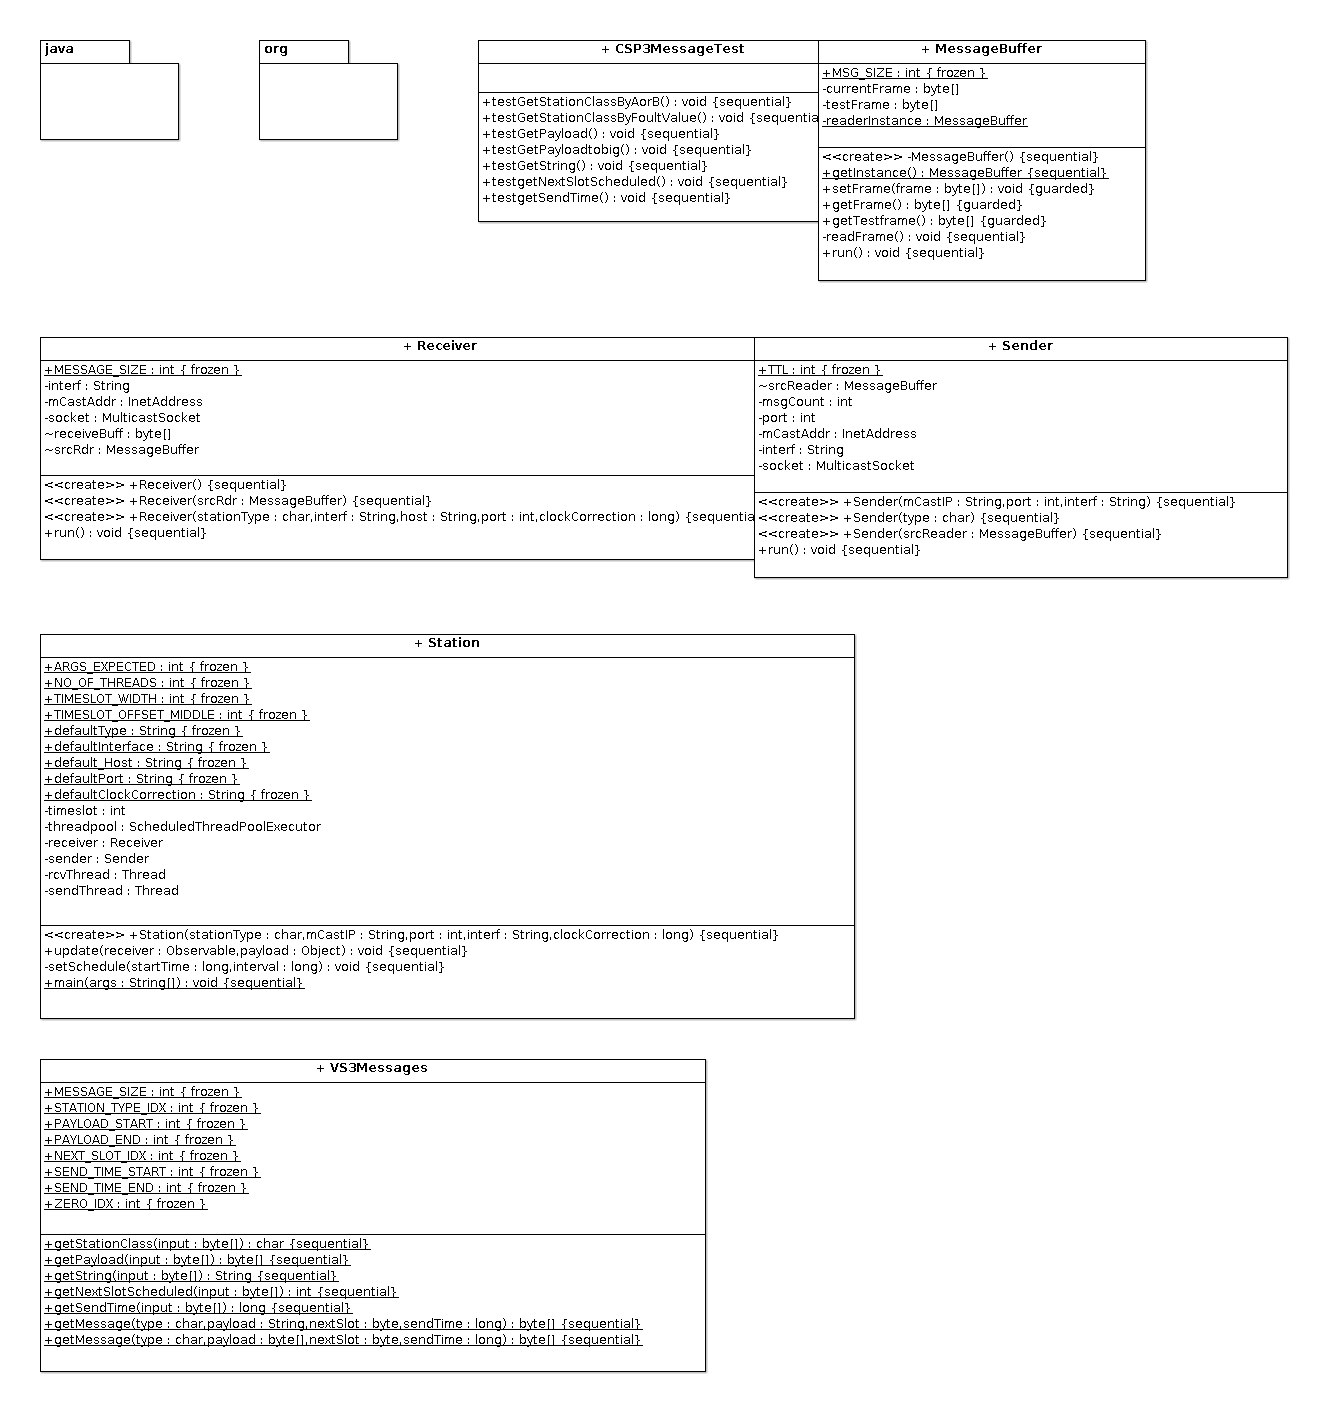 java
org
+ CSP3MessageTest
+testGetStationClassByAorB() : void {sequential}
+testGetStationClassByFoultValue() : void {sequentia
+testGetPayload() : void {sequential}
+testGetPayloadtobig() : void {sequential}
+testGetString() : void {sequential}
+testgetNextSlotScheduled() : void {sequential}
+testgetSendTime() : void {sequential}
+ MessageBuffer
+MSG_SIZE : int { frozen }
-currentFrame : byte[]
-testFrame : byte[]
-readerInstance : MessageBuffer
<<create>> -MessageBuffer() {sequential}
+getInstance() : MessageBuffer {sequential}
+setFrame(frame : byte[]) : void {guarded}
+getFrame() : byte[] {guarded}
+getTestframe() : byte[] {guarded}
-readFrame() : void {sequential}
+run() : void {sequential}
+ Receiver
+MESSAGE_SIZE : int { frozen }
-interf : String
-mCastAddr : InetAddress
-socket : MulticastSocket
~receiveBuff : byte[]
~srcRdr : MessageBuffer
<<create>> +Receiver() {sequential}
<<create>> +Receiver(srcRdr : MessageBuffer) {sequential}
<<create>> +Receiver(stationType : char,interf : String,host : String,port : int,clockCorrection : long) {sequentia
+run() : void {sequential}
+ Sender
+TTL : int { frozen }
~srcReader : MessageBuffer
-msgCount : int
-port : int
-mCastAddr : InetAddress
-interf : String
-socket : MulticastSocket
<<create>> +Sender(mCastIP : String,port : int,interf : String) {sequential}
<<create>> +Sender(type : char) {sequential}
<<create>> +Sender(srcReader : MessageBuffer) {sequential}
+run() : void {sequential}
+ Station
+ARGS_EXPECTED : int { frozen }
+NO_OF_THREADS : int { frozen }
+TIMESLOT_WIDTH : int { frozen }
+TIMESLOT_OFFSET_MIDDLE : int { frozen }
+defaultType : String { frozen }
+defaultInterface : String { frozen }
+default_Host : String { frozen }
+defaultPort : String { frozen }
+defaultClockCorrection : String { frozen }
-timeslot : int
-threadpool : ScheduledThreadPoolExecutor
-receiver : Receiver
-sender : Sender
-rcvThread : Thread
-sendThread : Thread
<<create>> +Station(stationType : char,mCastIP : String,port : int,interf : String,clockCorrection : long) {sequential}
+update(receiver : Observable,payload : Object) : void {sequential}
-setSchedule(startTime : long,interval : long) : void {sequential}
+main(args : String[]) : void {sequential}
+ VS3Messages
+MESSAGE_SIZE : int { frozen }
+STATION_TYPE_IDX : int { frozen }
+PAYLOAD_START : int { frozen }
+PAYLOAD_END : int { frozen }
+NEXT_SLOT_IDX : int { frozen }
+SEND_TIME_START : int { frozen }
+SEND_TIME_END : int { frozen }
+ZERO_IDX : int { frozen }
+getStationClass(input : byte[]) : char {sequential}
+getPayload(input : byte[]) : byte[] {sequential}
+getString(input : byte[]) : String {sequential}
+getNextSlotScheduled(input : byte[]) : int {sequential}
+getSendTime(input : byte[]) : long {sequential}
+getMessage(type : char,payload : String,nextSlot : byte,sendTime : long) : byte[] {sequential}
+getMessage(type : char,payload : byte[],nextSlot : byte,sendTime : long) : byte[] {sequential}